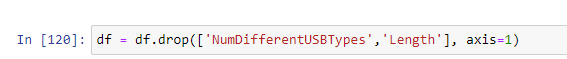 In [120]: df = df.drop(['NumDifferentUSBTypes','Length'], axis=1)